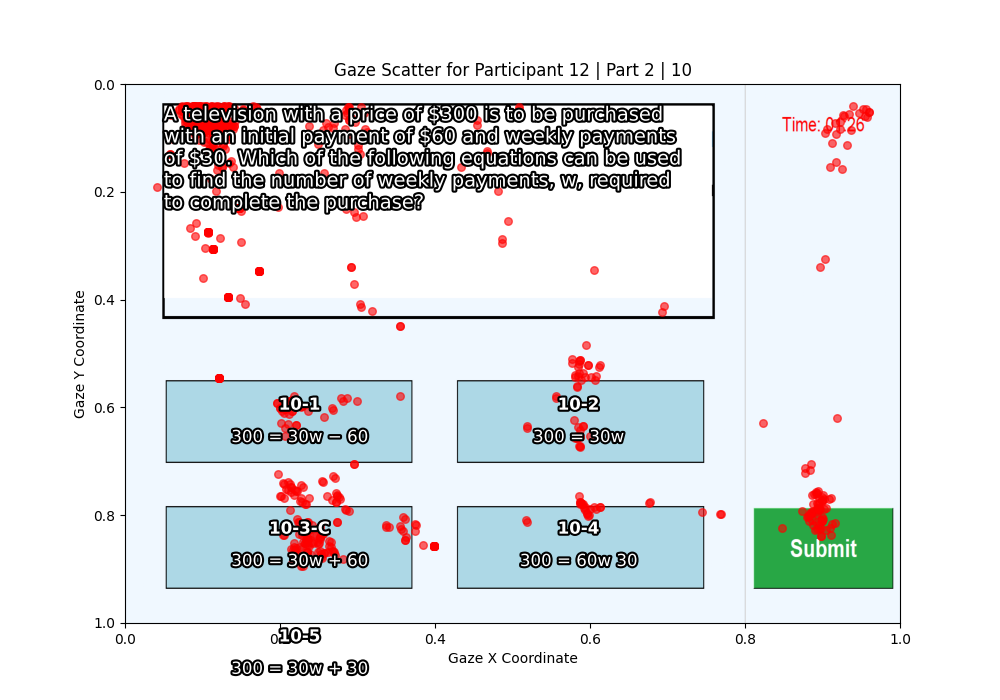 Gaze Scatter for Participant 12 | Part 2 | 10
A television with a price of $300 is to be purchased
with an initial payment of $60 and weekly payments
of $30. Which of the following equations can be used
to find the number of weekly payments, w, required
to complete the purchase?
Time:
10-1
300 = 30w − 60
10-2
300 = 30w
10-3-C
300 = 30w + 60
10-4
300 = 60w 30
Submit
10-5
300 = 30w + 30
Gaze Y Coordinate
0.0
0.2
0.4
0.6
0.8
1.0
0.0 0.2 0.4 0.6 0.8 1.0
Gaze X Coordinate